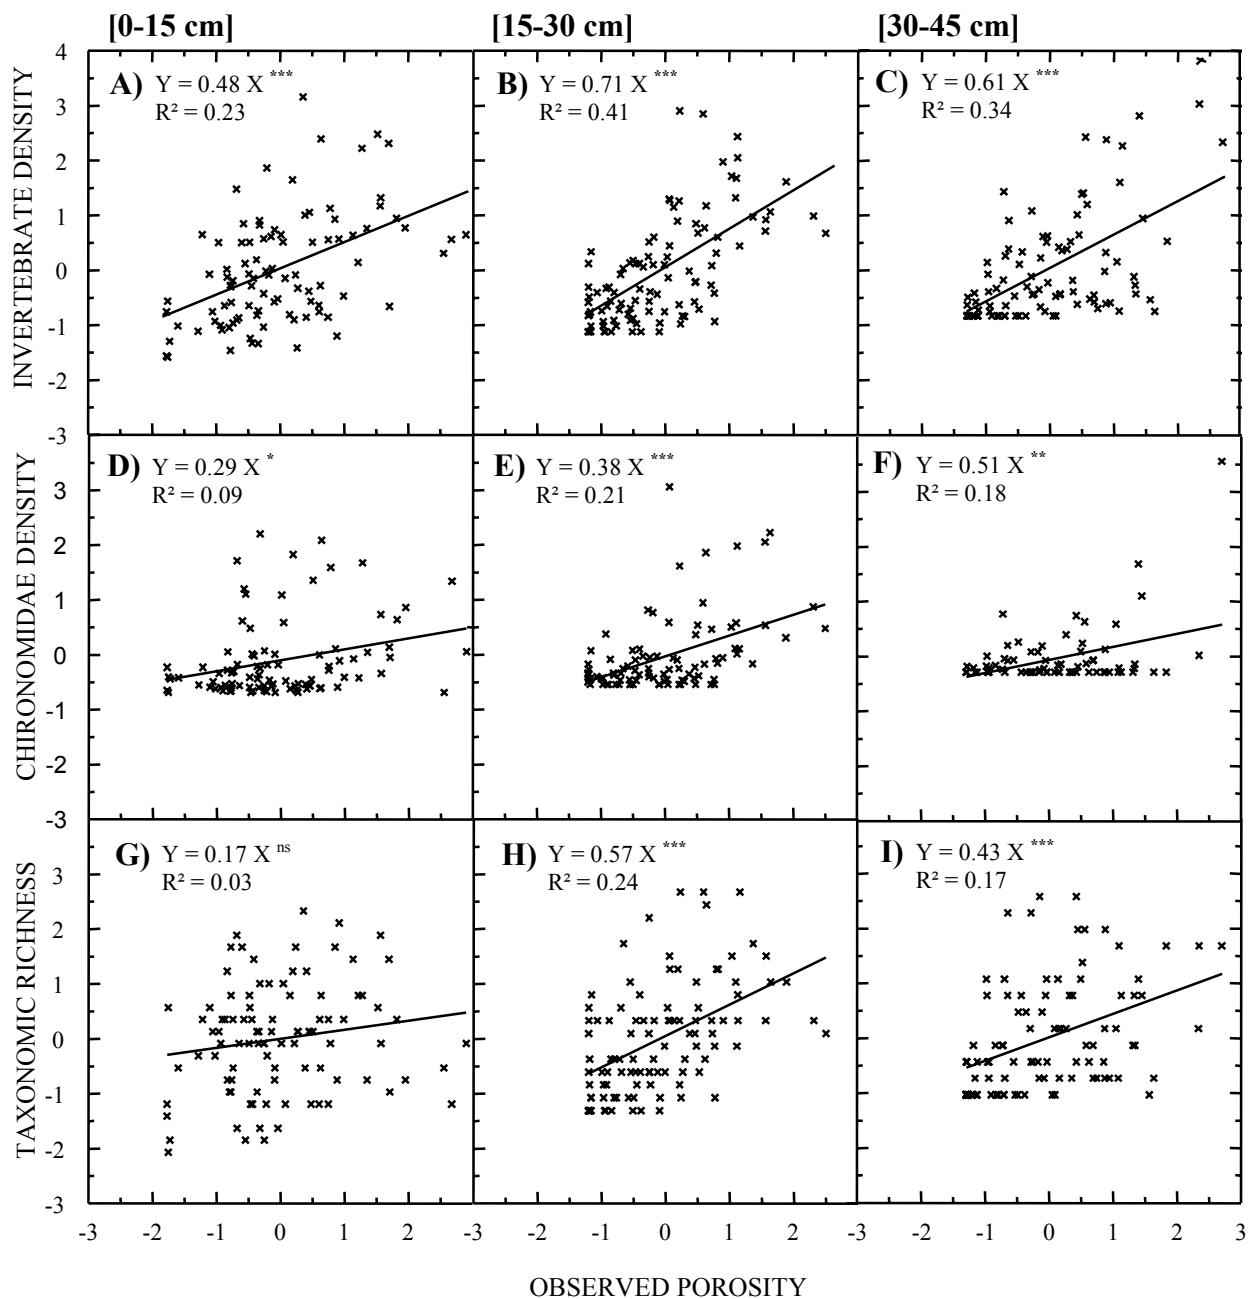 [0-15 cm] [15-30 cm] [30-45 cm]
INVERTEBRATE DENSITY
4
3
2
1
0
-1
-2
-3
A) Y = 0.48 X ***
R² = 0.23
B) Y = 0.71 X ***
R² = 0.41
C) Y = 0.61 X ***
R² = 0.34
CHIRONOMIDAE DENSITY
3
2
1
0
-1
-2
-3
D) Y = 0.29 X *
R² = 0.09
E) Y = 0.38 X ***
R² = 0.21
F) Y = 0.51 X **
R² = 0.18
TAXONOMIC RICHNESS
3
2
1
0
-1
-2
-3
G) Y = 0.17 X ns
R² = 0.03
H) Y = 0.57 X ***
R² = 0.24
I) Y = 0.43 X ***
R² = 0.17
-3 -2 -1 0 1 2 -3 -2 -1 0 1 2 -3 -2 -1 0 1 2 3
OBSERVED POROSITY